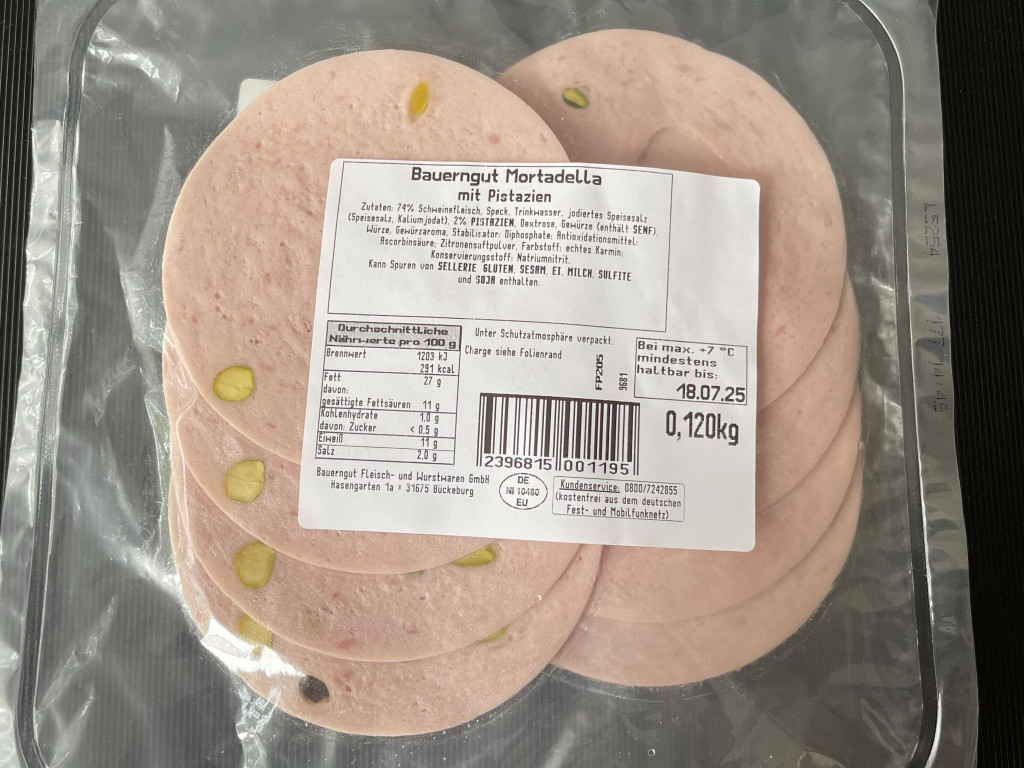 Bauerngut Mortadella
mit Pistazien
Zutaten: 74% Schweinefleisch, Speck, Trinkwasser, jodiertes Speisesalz
(Speisesalz, Kaliumjodat), 2% PISTAZIEN, Dextrose, Gewürze (enthält SENF),
Würze, Gewürzaroma, Stabilisator: Diphosphate; Antioxidationsmittel:
Ascorbinsäure; Zitronensaftpulver, Farbstoff: echtes Karmin;
Konservierungsstoff: Natriumnitrit.
Kann Spuren von SELLERIE, GLUTEN, SESAM, EI, MILCH, SULFITE
und SOJA enthalten.
Durchschnittliche
Nährwerte pro 100 g
Brennwert 1203 kJ
291 kcal
Fett 27 g
davon:
gesättigte Fettsäuren 11 g
Kohlenhydrate 1,0 g
davon: Zucker < 0,5 g
Eiweiß 11 g
Salz 2,0 g
Unter Schutzatmosphäre verpackt.
Charge siehe Folienrand
FP205
9681
Bei max. +7 °C
mindestens
haltbar bis:
18.07.25
0,120kg
2396815 001195
Bauerngut Fleisch- und Wurstwaren GmbH
Hasengarten 1a * 31675 Bückeburg
DE
NI 10480
EU
Kundenservice: 0800/7242855
(kostenfrei aus dem deutschen
Fest- und Mobilfunknetz)